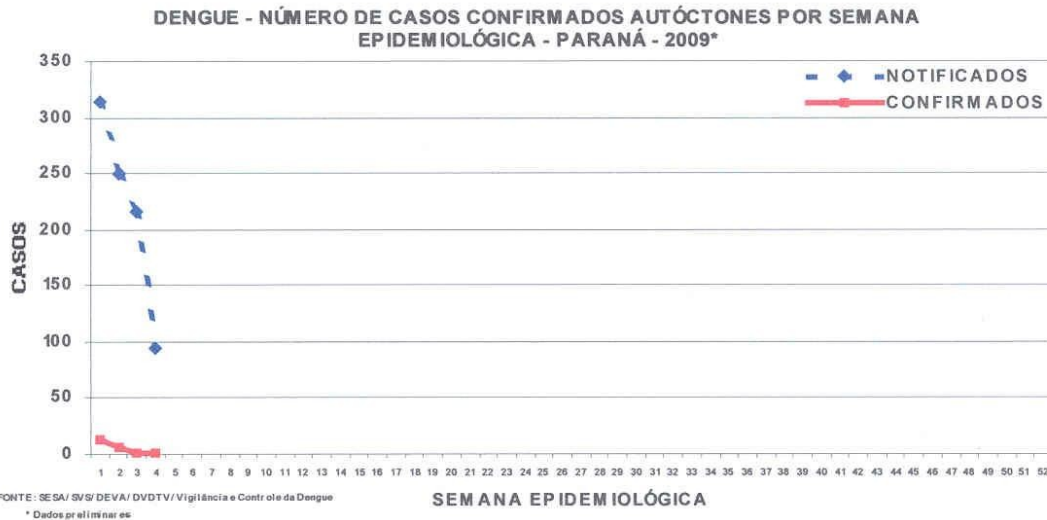 DENGUE - NÚMERO DE CASOS CONFIRMADOS AUTÓCTONES POR SEMANA
EPIDEMIOLÓGICA - PARANÁ - 2009*
350
300
250
200
150
100
50
0
CASOS
NOTIFICADOS
CONFIRMADOS
1 2 3 4 5 6 7 8 9 10 11 12 13 14 15 16 17 18 19 20 21 22 23 24 25 26 27 28 29 30 31 32 33 34 35 36 37 38 39 40 41 42 43 44 45 46 47 48 49 50 51 52
SEMANA EPIDEMIOLÓGICA
FONTE: SESA/ SVS/ DEVA/ DVDTV/ Vigilância e Controle da Dengue
* Dados preliminares